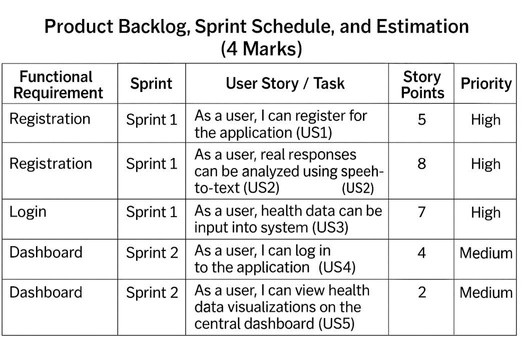 Product Backlog, Sprint Schedule, and Estimation
(4 Marks)
Functional Requirement Sprint User Story / Task Story Points Priority
Registration Sprint 1 As a user, I can register for High
the application (US1) 5
Registration Sprint 1 As a user, real responses
can be analyzed using speeh- 8 High
to-text (US2) (US2)
Login Sprint 1 As a user, health data can be 7 High
input into system (US3)
Dashboard Sprint 2 As a user, I can log in 4 Medium
to the application (US4)
Dashboard Sprint 2 As a user, I can view health 2 Medium
data visualizations on the
central dashboard (US5)